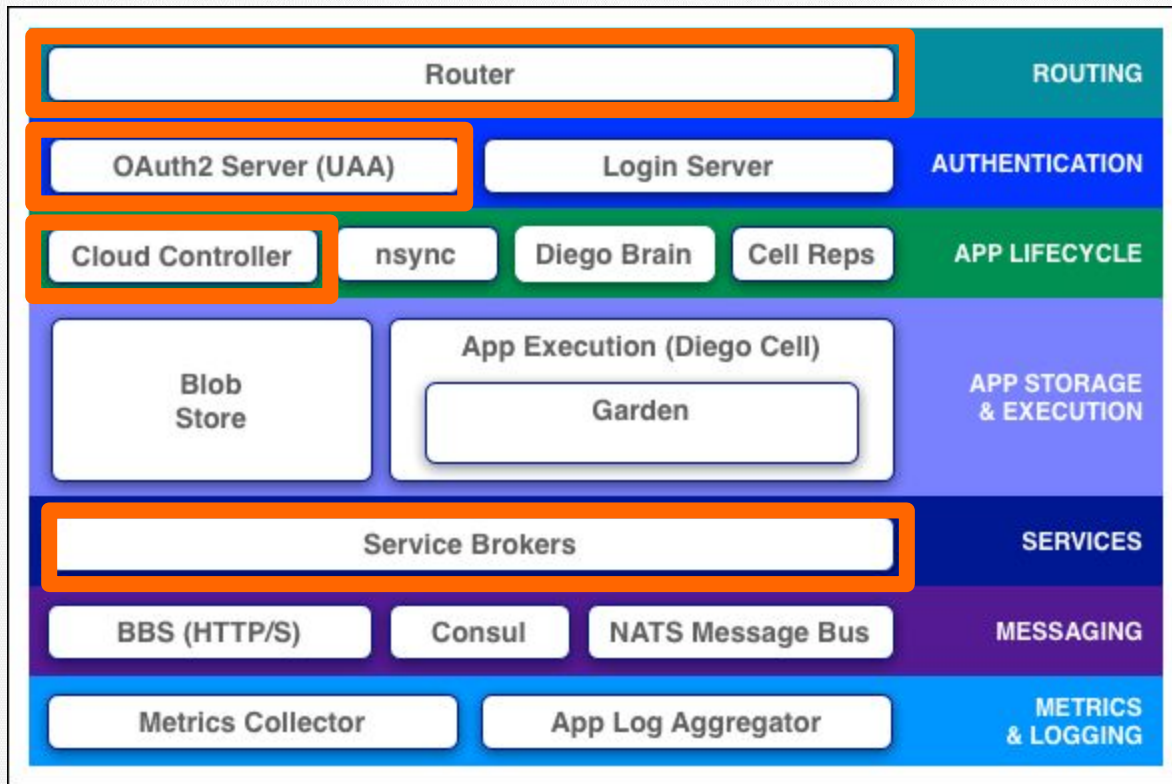 Router
ROUTING
OAuth2 Server (UAA)
Login Server
AUTHENTICATION
Cloud Controller
nsync
Diego Brain
Cell Reps
APP LIFECYCLE
Blob
Store
App Execution (Diego Cell)
Garden
APP STORAGE
& EXECUTION
Service Brokers
SERVICES
BBS (HTTP/S)
Consul
NATS Message Bus
MESSAGING
Metrics Collector
App Log Aggregator
METRICS
& LOGGING